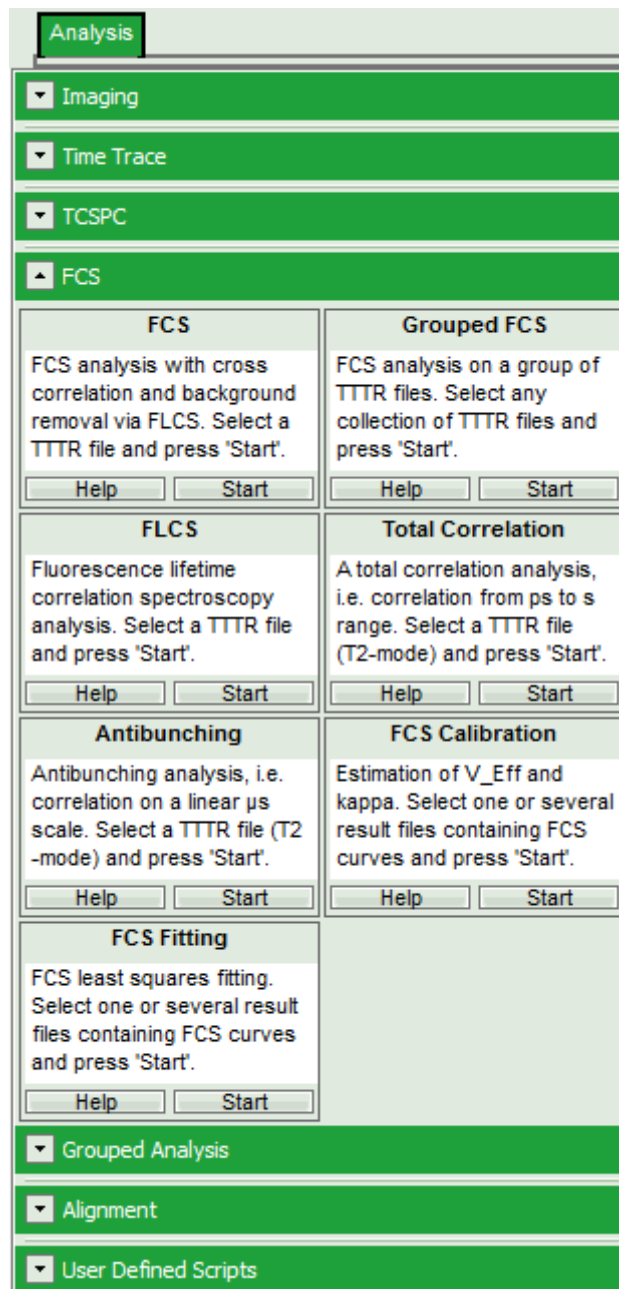 Analysis
Imaging
Time Trace
TCSPC
FCS
FCS
FCS analysis with cross
correlation and background
removal via FLCS. Select a
TTTR file and press 'Start'.
Help Start
Grouped FCS
FCS analysis on a group of
TTTR files. Select any
collection of TTTR files and
press 'Start'.
Help Start
FLCS
Fluorescence lifetime
correlation spectroscopy
analysis. Select a TTTR file
and press 'Start'.
Help Start
Total Correlation
A total correlation analysis,
i.e. correlation from ps to s
range. Select a TTTR file
(T2-mode) and press 'Start'.
Help Start
Antibunching
Antibunching analysis, i.e.
correlation on a linear µs
scale. Select a TTTR file (T2
-mode) and press 'Start'.
Help Start
FCS Calibration
Estimation of V_Eff and
kappa. Select one or several
result files containing FCS
curves and press 'Start'.
Help Start
FCS Fitting
FCS least squares fitting.
Select one or several result
files containing FCS curves
and press 'Start'.
Help Start
Grouped Analysis
Alignment
User Defined Scripts